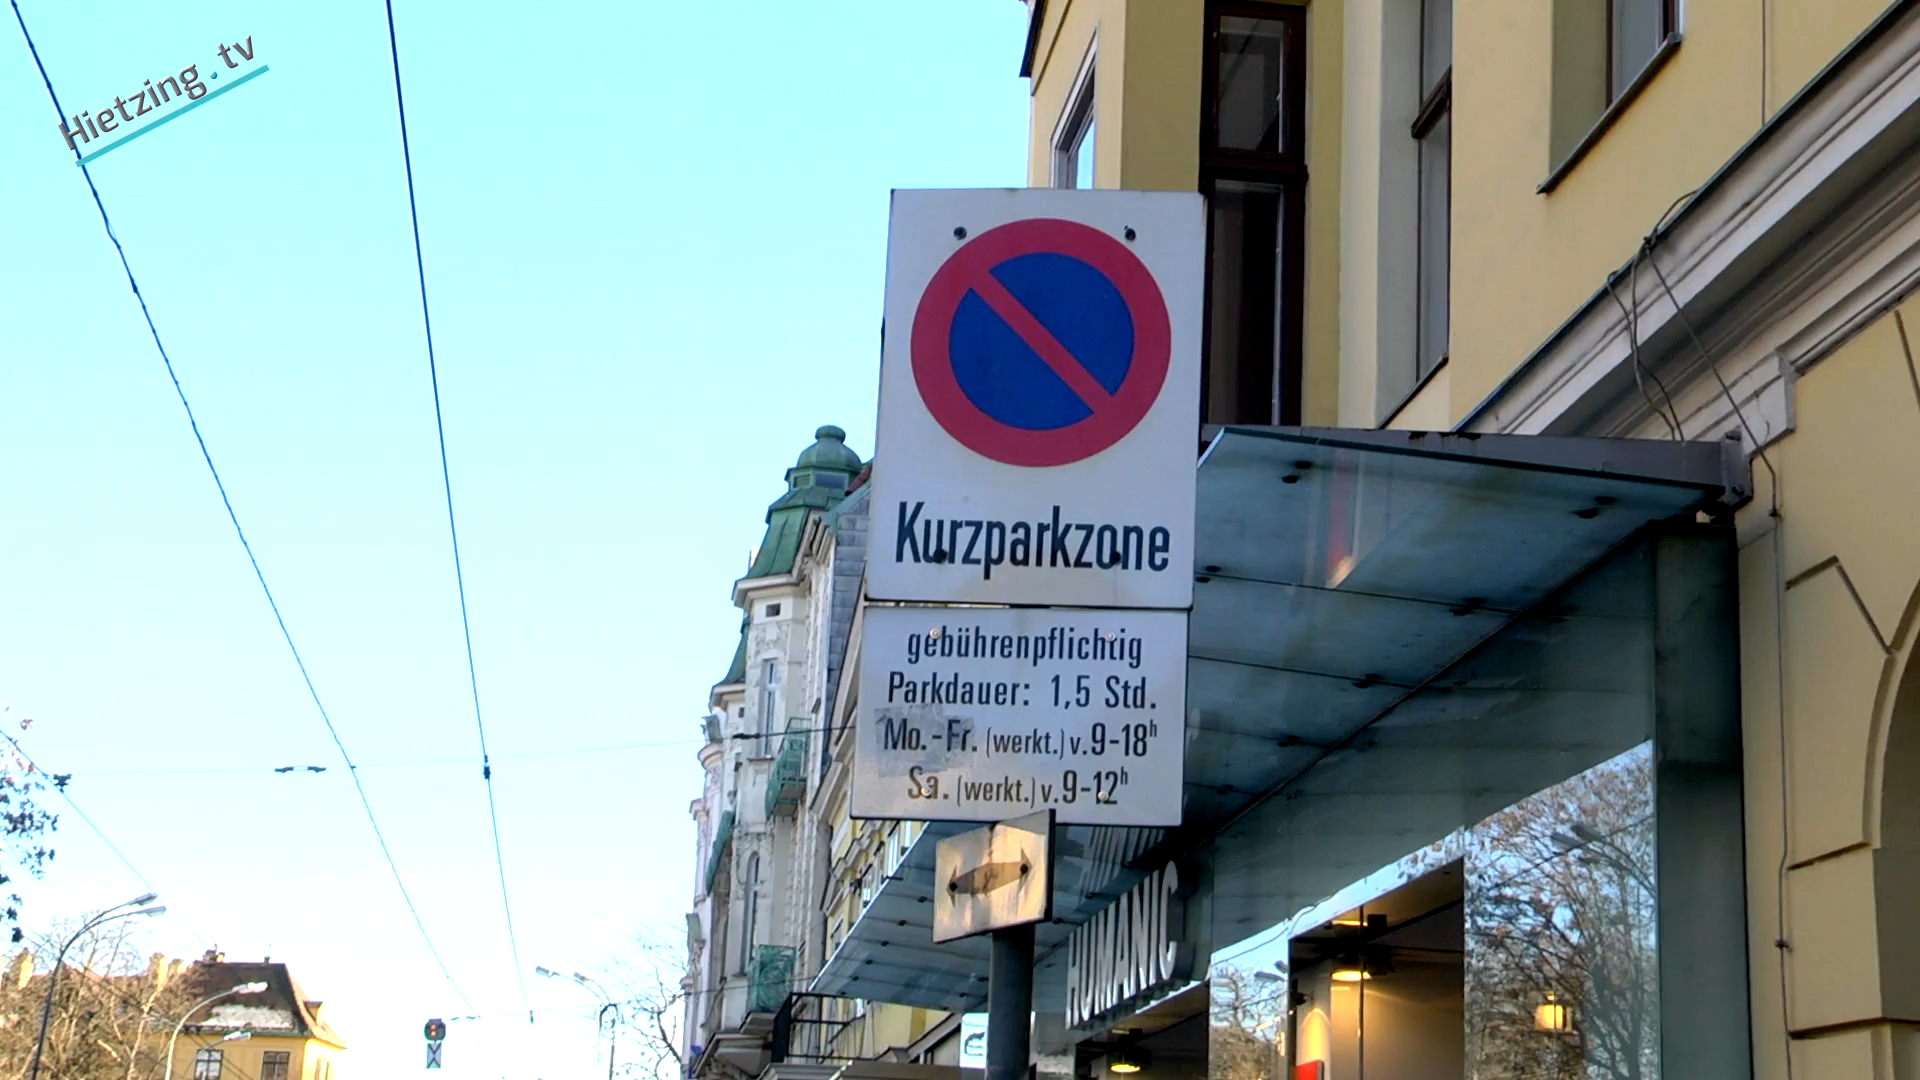 Hietzing.tv
Kurzparkzone
gebührenpflichtig
Parkdauer: 1,5 Std.
Mo.-Fr. (werkt.) v. 9-18h
Sa. (werkt.) v. 9-12h
HUMANIC